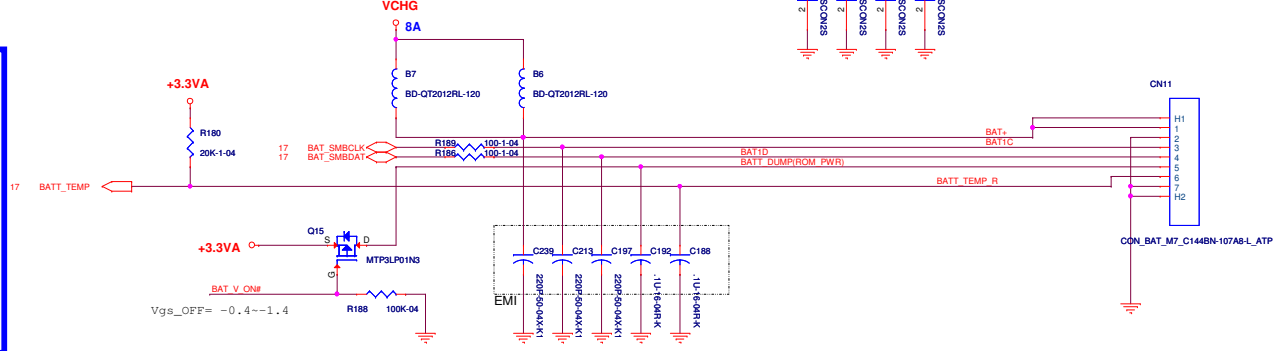 VCHG
8A
2
SCON2S
2
SCON2S
2
SCON2S
2
SCON2S
+3.3VA
B7
BD-QT2012RL-120
B6
BD-QT2012RL-120
CN11
R180
20K-1-04
H1
1
2
3
4
5
6
7
H2
BAT+
BAT1C
17 BAT_SMBCLK
R189 100-1-04
17 BAT_SMBDAT
R186 100-1-04
BAT1D
BATT_DUMP(ROM_PWR)
17 BATT_TEMP
BATT_TEMP_R
Q15
S D
+3.3VA
G
MTP3LP01N3
CON_BAT_M7_C144BN-107A8-L_ATP
C239 C213 C197 C192 C188
220P-50-04X-K1
220P-50-04X-K1
220P-50-04X-K1
.1U-16-04R-K
.1U-16-04R-K
BAT_V_ON#
R188 100K-04
EMI
Vgs_OFF= -0.4--1.4